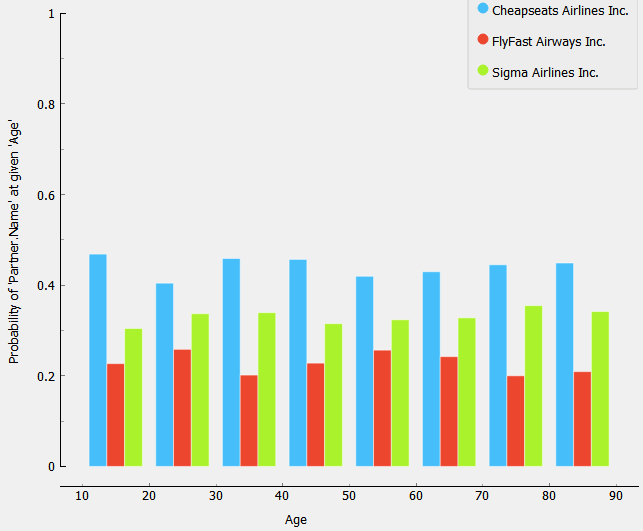 Cheapseats Airlines Inc.
FlyFast Airways Inc.
Sigma Airlines Inc.
Probability of 'Partner.Name' at given 'Age'
1
0.8
0.6
0.4
0.2
0
10 20 30 40 50 60 70 80 90
Age